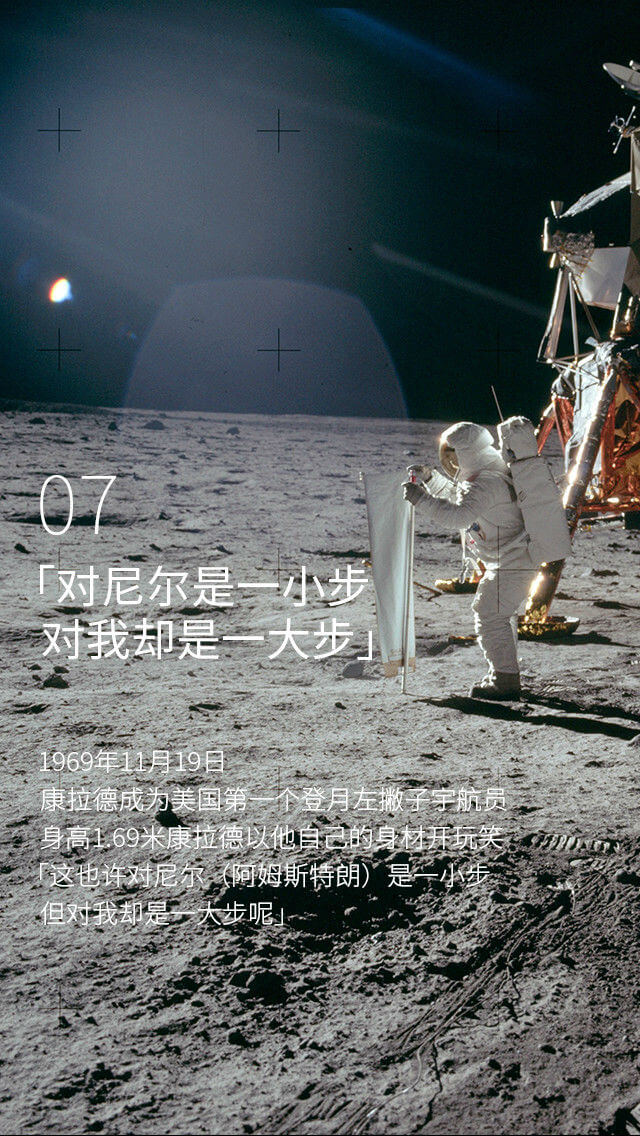 07
「对尼尔是一小步
对我却是一大步」
1969年11月19日
康拉德成为美国第一个登月左撇子宇航员
身高1.69米康拉德以他自己的身材开玩笑
「这也许对尼尔（阿姆斯特朗）是一小步
但对我却是一大步呢」